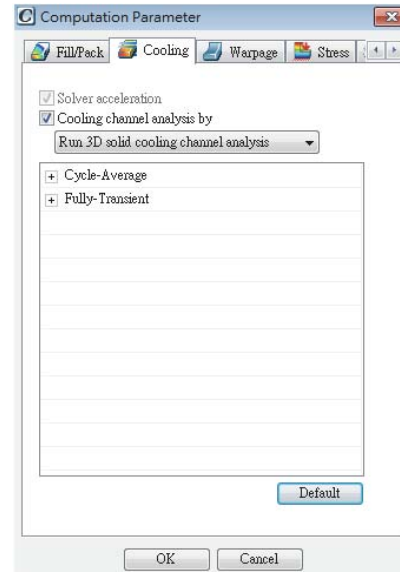 Computation Parameter
Fill/Pack Cooling Warpage Stress
Solver acceleration
Cooling channel analysis by
Run 3D solid cooling channel analysis
Cycle-Average
Fully-Transient
Default
OK Cancel